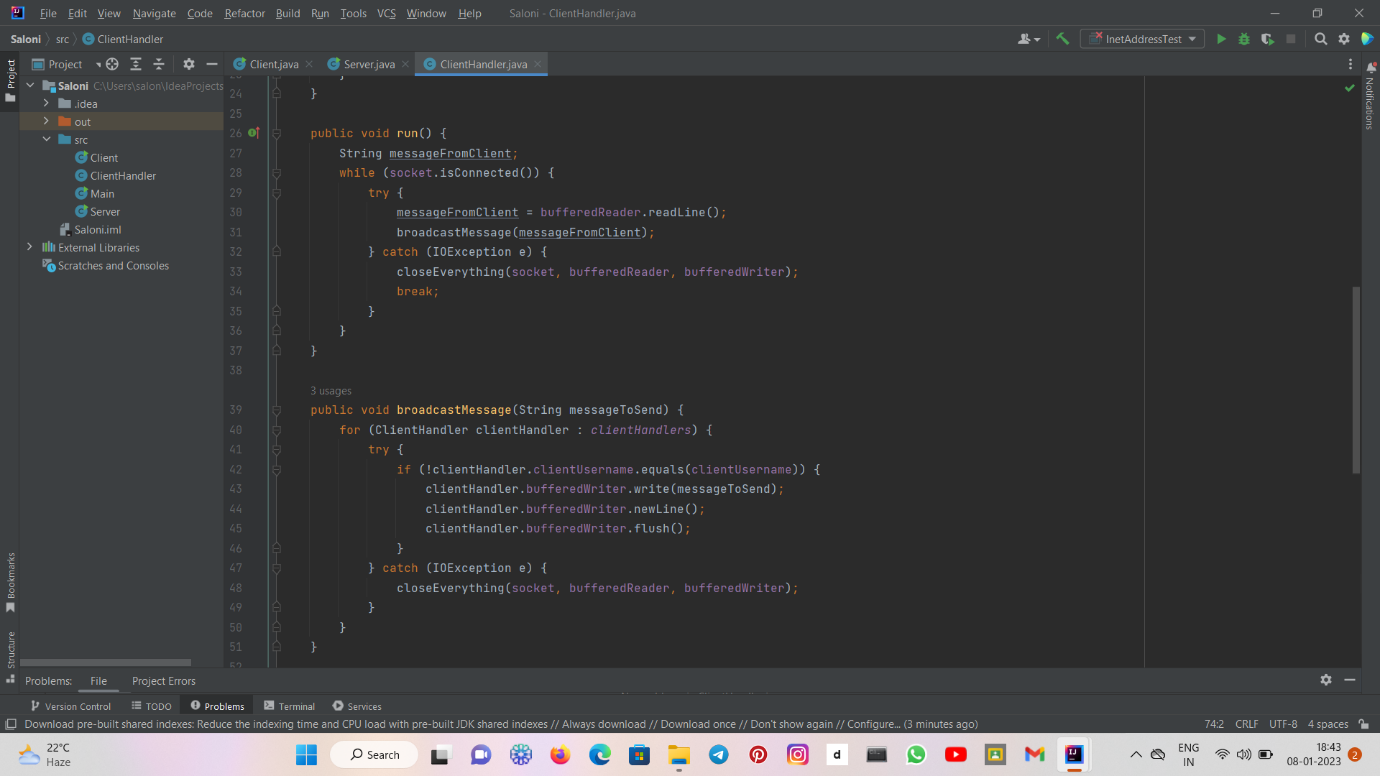 File Edit View Navigate Code Refactor Build Run Tools VCS Window Help Saloni - ClientHandler.java
Saloni src ClientHandler InetAddressTest
Project Client.java Server.java ClientHandler.java
Project
Saloni C:\Users\salon\IdeaProjects
.idea
out
src
Client
ClientHandler
Main
Server
Saloni.iml
External Libraries
Scratches and Consoles
Bookmarks
Structure
Notifications
24 }
25
26 public void run() {
27 String messageFromClient;
28 while (socket.isConnected()) {
29 try {
30 messageFromClient = bufferedReader.readLine();
31 broadcastMessage(messageFromClient);
32 } catch (IOException e) {
33 closeEverything(socket, bufferedReader, bufferedWriter);
34 break;
35 }
36 }
37 }
38
3 usages
39 public void broadcastMessage(String messageToSend) {
40 for (ClientHandler clientHandler : clientHandlers) {
41 try {
42 if (!clientHandler.clientUsername.equals(clientUsername)) {
43 clientHandler.bufferedWriter.write(messageToSend);
44 clientHandler.bufferedWriter.newLine();
45 clientHandler.bufferedWriter.flush();
46 }
47 } catch (IOException e) {
48 closeEverything(socket, bufferedReader, bufferedWriter);
49 }
50 }
51 }
52
Problems: File Project Errors
Version Control TODO Problems Terminal Services
Download pre-built shared indexes: Reduce the indexing time and CPU load with pre-built JDK shared indexes // Always download // Download once // Don't show again // Configure... (3 minutes ago) 74:2 CRLF UTF-8 4 spaces
22°C
Haze
Search
d
ENG
IN
18:43
08-01-2023
2